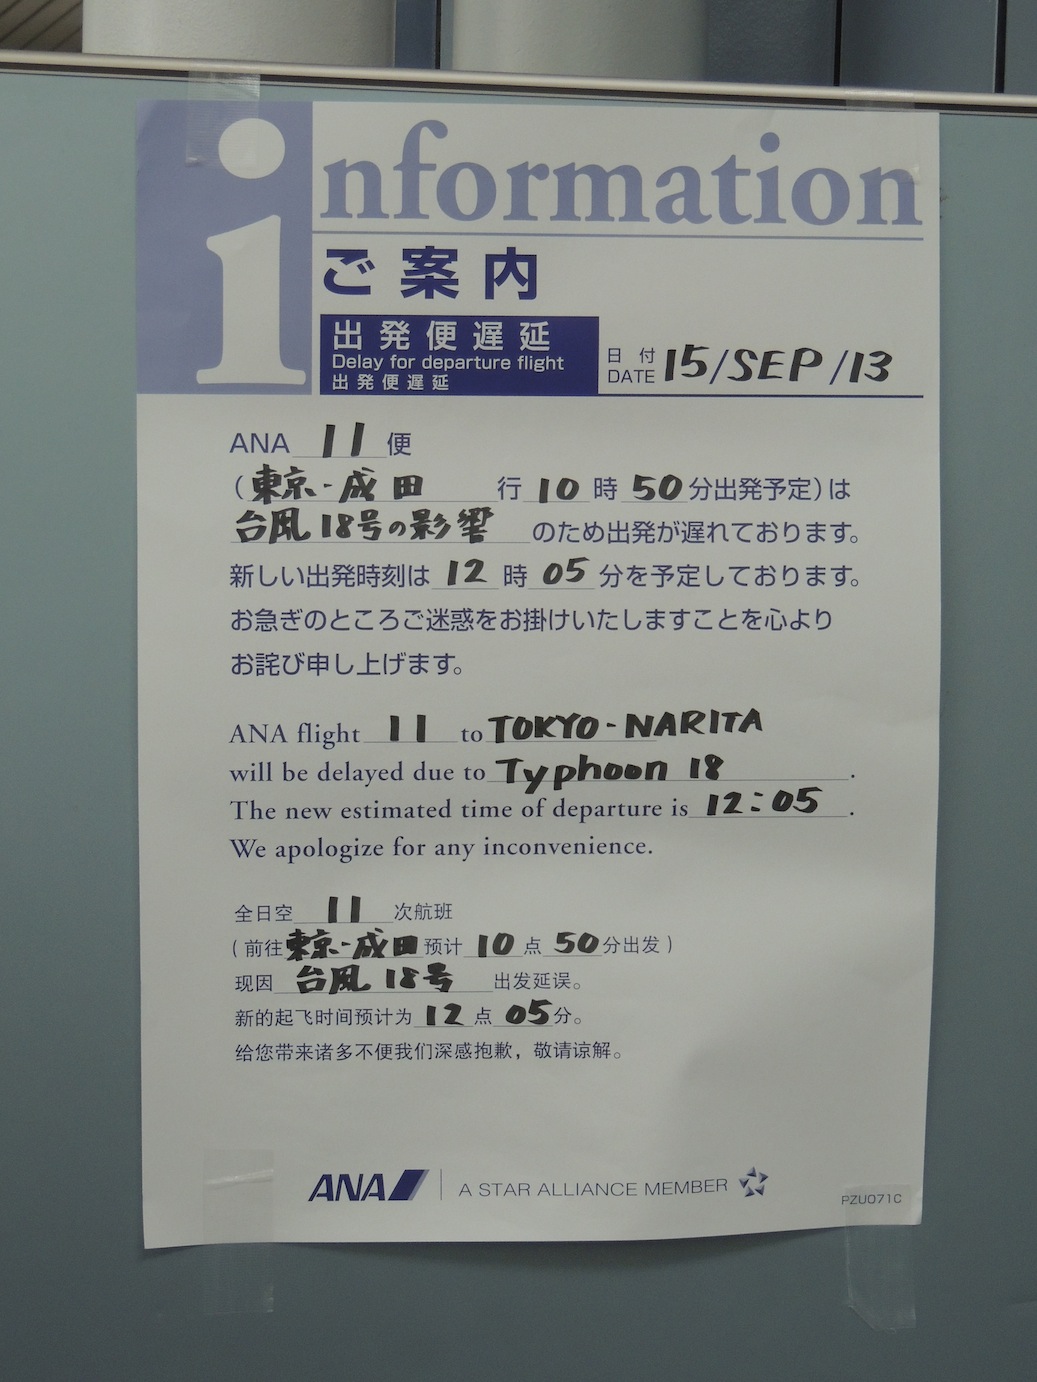 information
ご案内
出発便遅延
Delay for departure flight
出発便遅延
日付
DATE 15/SEP/13
ANA 11 便
(東京-成田 行 10 時 50 分出発予定)は
台風18号の影響 のため出発が遅れております。
新しい出発時刻は 12 時 05 分を予定しております。
お急ぎのところご迷惑をお掛けいたしますことを心より
お詫び申し上げます。
ANA flight 11 to TOKYO-NARITA
will be delayed due to Typhoon 18.
The new estimated time of departure is 12:05.
We apologize for any inconvenience.
全日空 11 次航班
(前往 東京-成田 预计 10 点 50 分出发)
现因 台風 18号 出发延误。
新的起飞时间预计为 12 点 05 分。
给您带来诸多不便我们深感抱歉，敬请谅解。
ANA A STAR ALLIANCE MEMBER
PZU071C